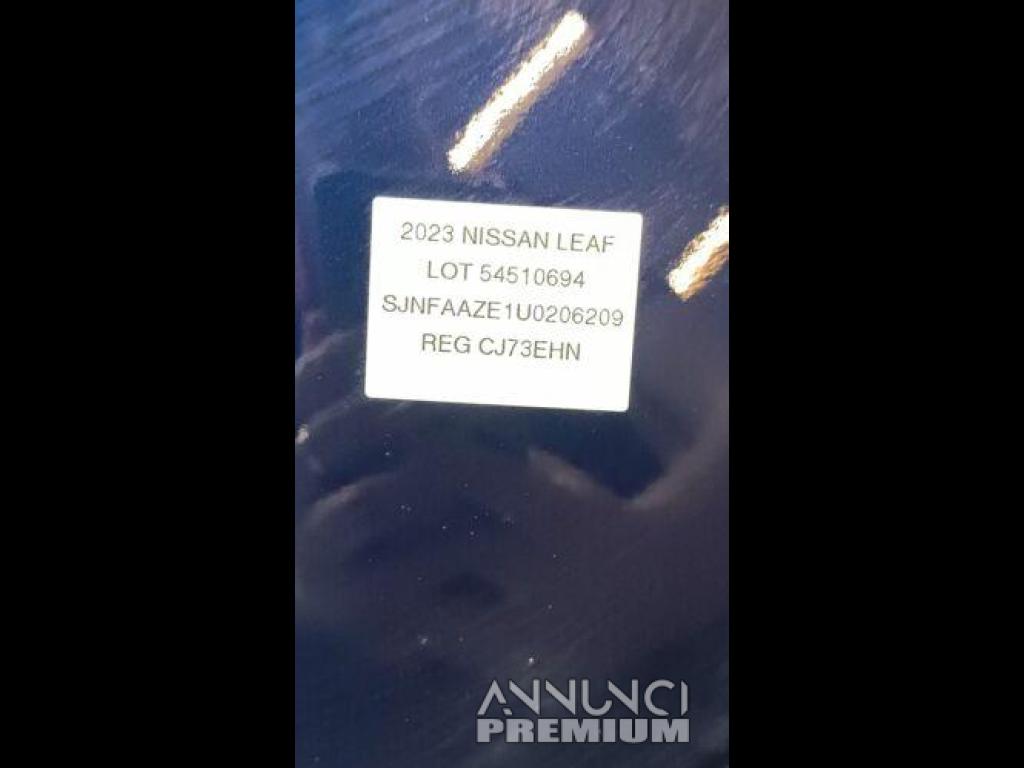 2023 NISSAN LEAF
LOT 54510694
SJNFAAZE1U0206209
REG CJ73EHN
ANNUNCI
PREMIUM